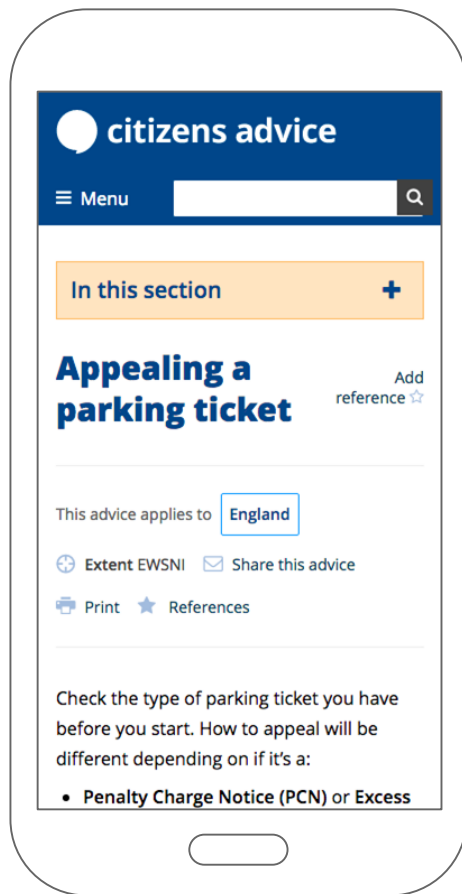 citizens advice
Menu
In this section
Appealing a
parking ticket
Add
reference
This advice applies to England
Extent EWSNI Share this advice
Print References
Check the type of parking ticket you have
before you start. How to appeal will be
different depending on if it's a:
• Penalty Charge Notice (PCN) or Excess